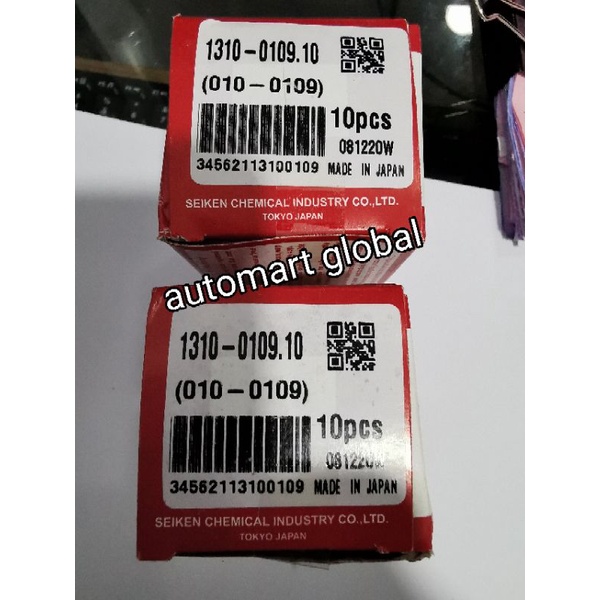 1310-0109.10
(010-0109)
10pcs
081220W
34562113100109 MADE IN JAPAN
SEIKEN CHEMICAL INDUSTRY CO.,LTD.
TOKYO JAPAN
automart global
1310-0109.10
(010-0109)
10pcs
081220W
34562113100109 MADE IN JAPAN
SEIKEN CHEMICAL INDUSTRY CO.,LTD.
TOKYO JAPAN